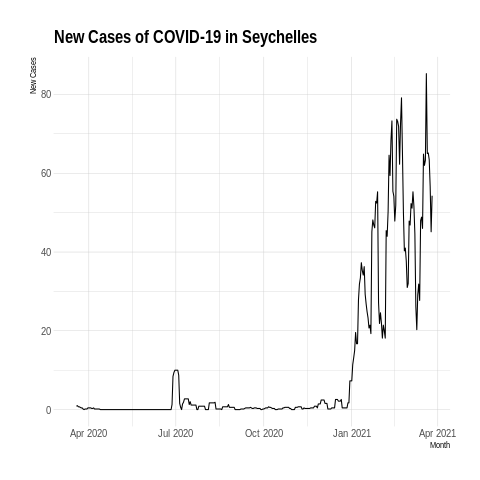 New Cases of COVID-19 in Seychelles
New Cases
80
60
40
20
0
Apr 2020 Jul 2020 Oct 2020 Jan 2021 Apr 2021
Month